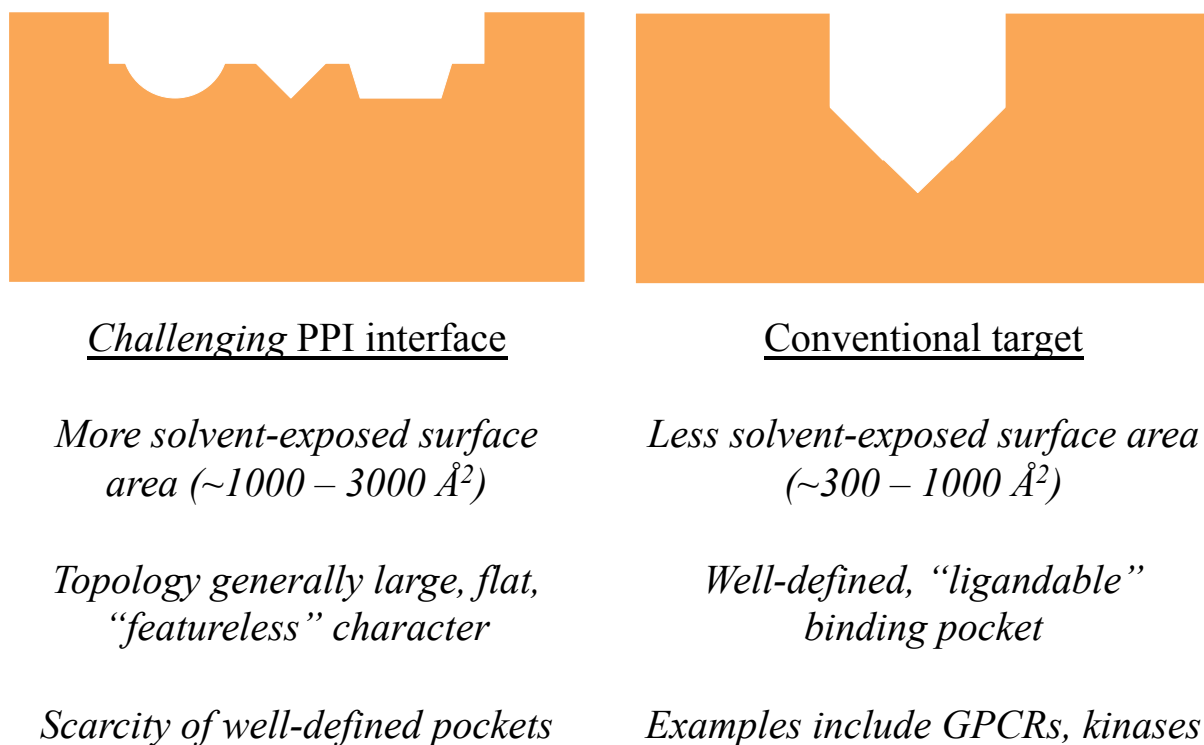 Challenging PPI interface
More solvent-exposed surface
area (~1000 – 3000 Å²)
Topology generally large, flat,
“featureless” character
Scarcity of well-defined pockets
Conventional target
Less solvent-exposed surface area
(~300 – 1000 Å²)
Well-defined, “ligandable”
binding pocket
Examples include GPCRs, kinases